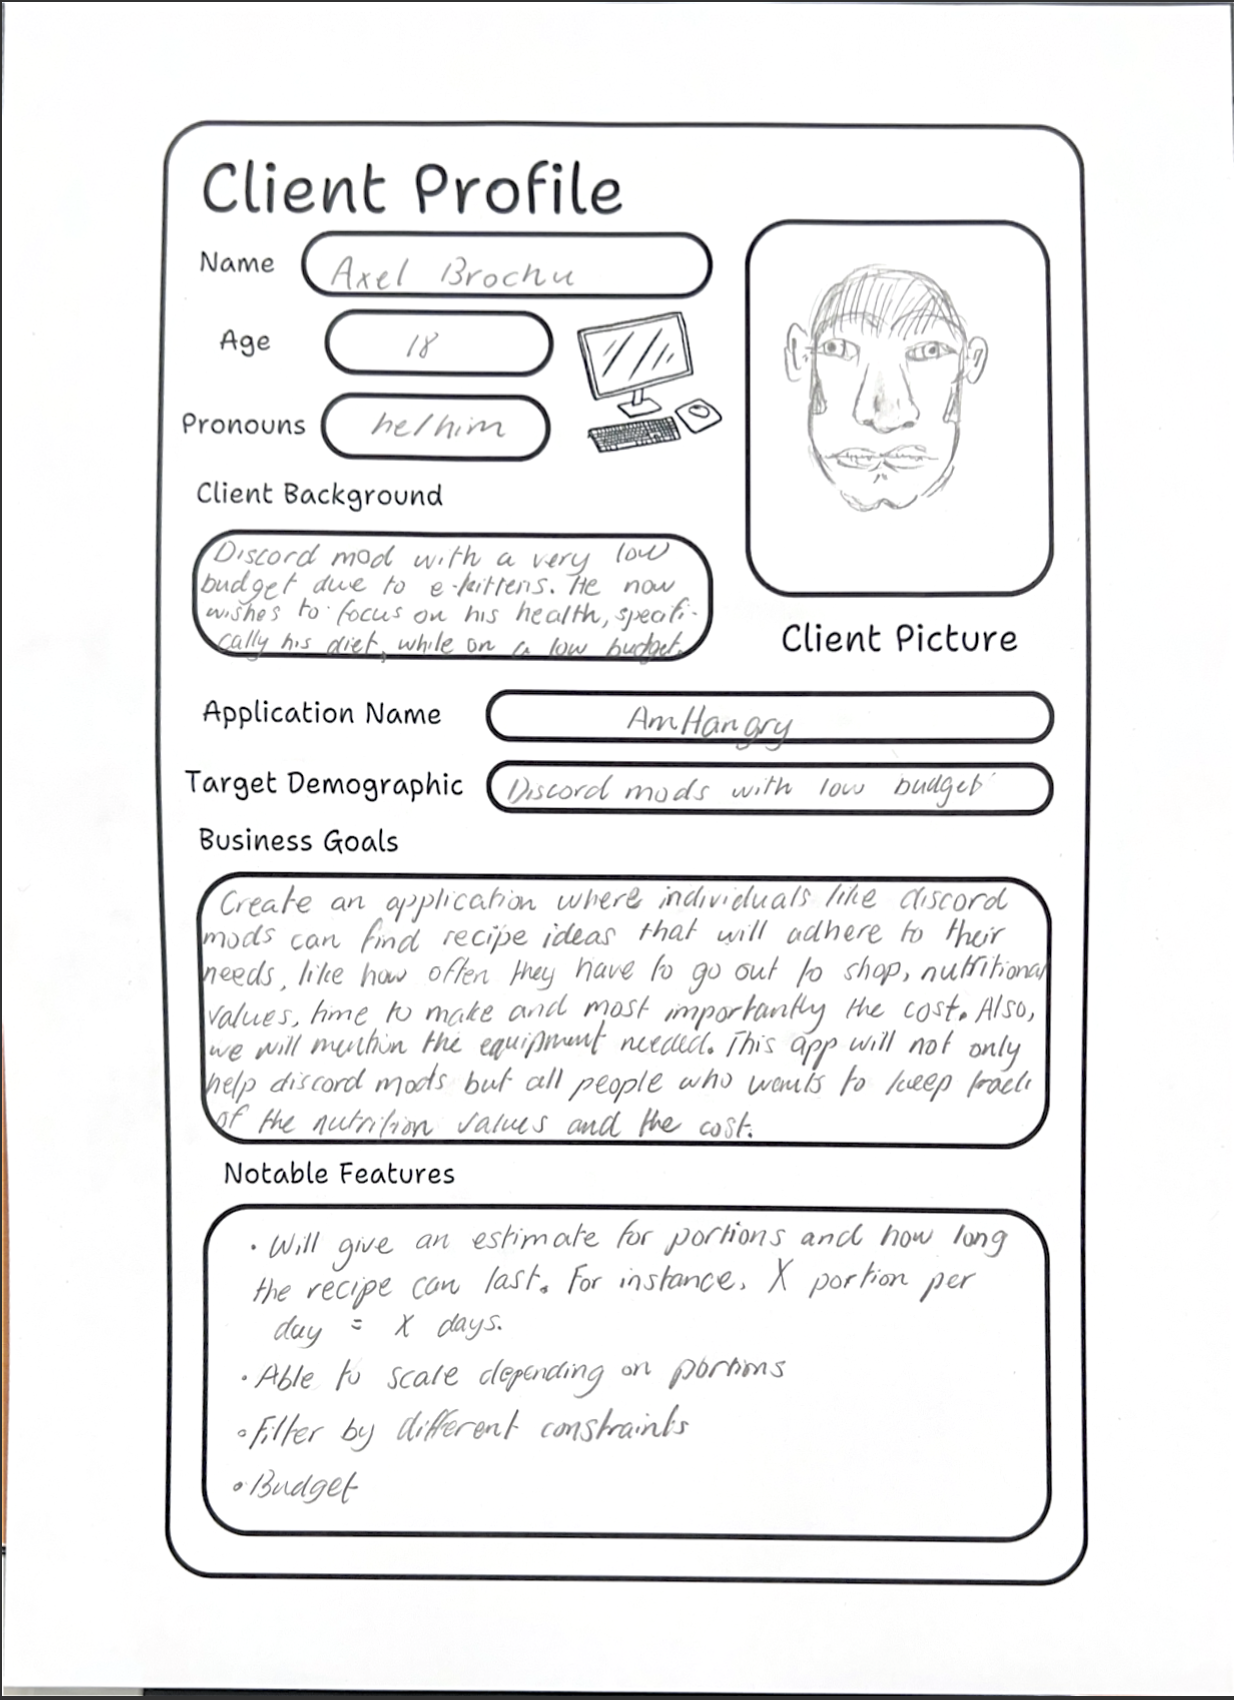 Client Profile
Name Axel Brochu
Age 18
Pronouns he/him
Client Background
Discord mod with a very low
budget due to e-kittens. He now
wishes to focus on his health, specifi-
cally his diet, while on a low budget.
Client Picture
Application Name AmHangry
Target Demographic Discord mods with low budget
Business Goals
Create an application where individuals like discord
mods can find recipe ideas that will adhere to their
needs, like how often they have to go out to shop, nutritional
values, time to make and most importantly the cost. Also,
we will mention the equipment needed. This app will not only
help discord mods but all people who wants to keep track
of the nutrition values and the cost.
Notable Features
• Will give an estimate for portions and how long
the recipe can last. For instance, X portion per
day = X days.
• Able to scale depending on portions
• Filter by different constraints
• Budget